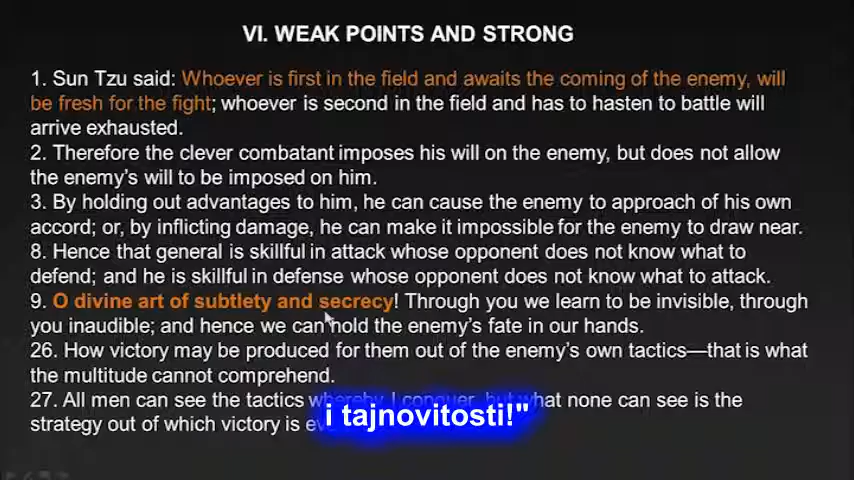 VI. WEAK POINTS AND STRONG
1. Sun Tzu said: Whoever is first in the field and awaits the coming of the enemy, will
be fresh for the fight; whoever is second in the field and has to hasten to battle will
arrive exhausted.
2. Therefore the clever combatant imposes his will on the enemy, but does not allow
the enemy’s will to be imposed on him.
3. By holding out advantages to him, he can cause the enemy to approach of his own
accord; or, by inflicting damage, he can make it impossible for the enemy to draw near.
8. Hence that general is skillful in attack whose opponent does not know what to
defend; and he is skillful in defense whose opponent does not know what to attack.
9. O divine art of subtlety and secrecy! Through you we learn to be invisible, through
you inaudible; and hence we can hold the enemy’s fate in our hands.
26. How victory may be produced for them out of the enemy’s own tactics—that is what
the multitude cannot comprehend.
27. All men can see the tactics whereby I conquer, but what none can see is the
strategy out of which victory is
i tajnovitosti!"